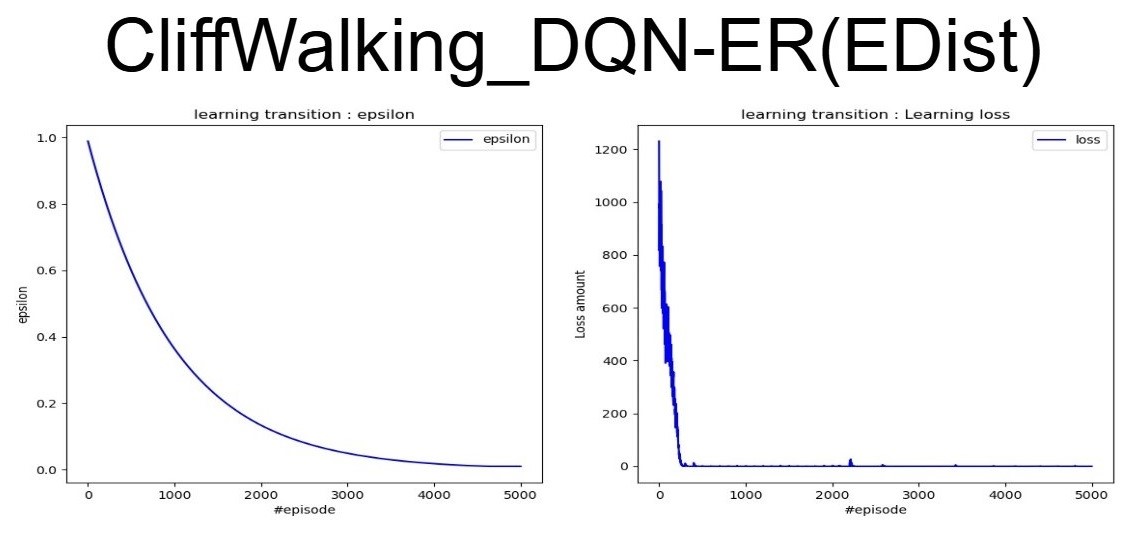 CliffWalking_DQN-ER(EDist)
learning transition : epsilon
epsilon
1.0
0.8
0.6
0.4
0.2
0.0
epsilon
0 1000 2000 3000 4000 5000
#episode
learning transition : Learning loss
loss
1200
1000
800
600
400
200
0
Loss amount
0 1000 2000 3000 4000 5000
#episode